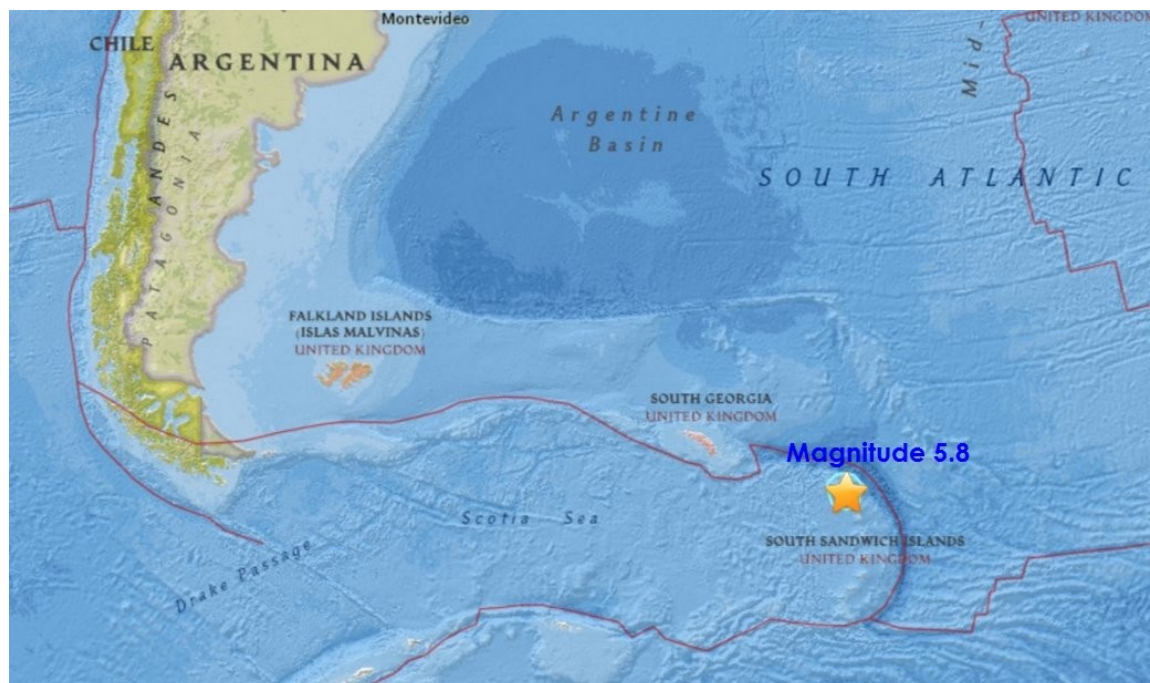 Montevideo
UNITED KINGDOM
CHILE
ARGENTINA
Mid-
Argentine
Basin
ANDES
PATAGONIA
SOUTH ATLANTIC
FALKLAND ISLANDS
(ISLAS MALVINAS)
UNITED KINGDOM
SOUTH GEORGIA
UNITED KINGDOM
Magnitude 5.8
Scotia Sea
SOUTH SANDWICH ISLANDS
UNITED KINGDOM
Drake Passage